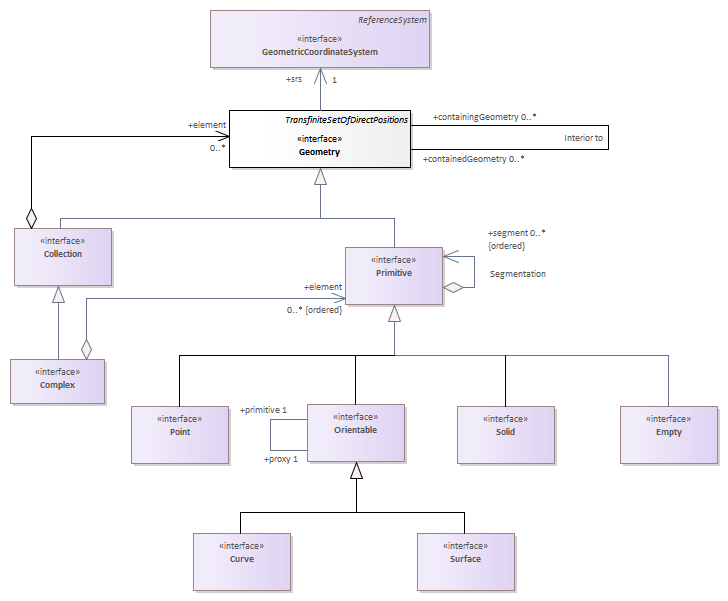 ReferenceSystem
«interface»
GeometricCoordinateSystem
+srs
1
TransfiniteSetOfDirectPositions
«interface»
Geometry
+element
0..*
+containingGeometry 0..*
Interior to
+containedGeometry 0..*
«interface»
Collection
«interface»
Primitive
+segment 0..*
{ordered}
Segmentation
+element
0..* {ordered}
«interface»
Complex
«interface»
Point
+primitive 1
+proxy 1
«interface»
Orientable
«interface»
Solid
«interface»
Empty
«interface»
Curve
«interface»
Surface